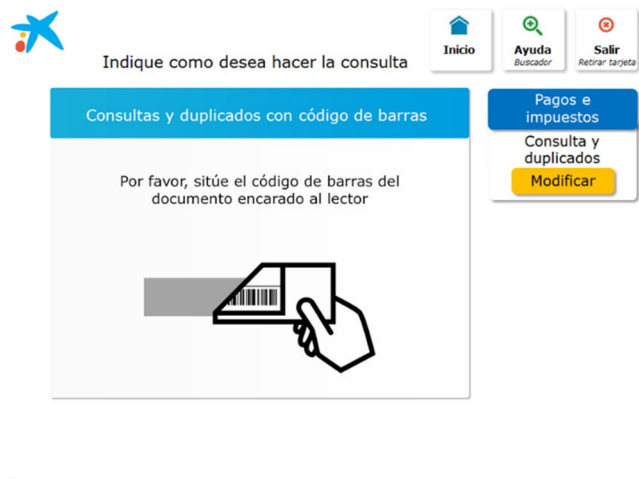 Inicio
Ayuda
Buscador
Salir
Retirar tarjeta
Indique como desea hacer la consulta
Consultas y duplicados con código de barras
Por favor, sitúe el código de barras del
documento encarado al lector
Pagos e
impuestos
Consulta y
duplicados
Modificar